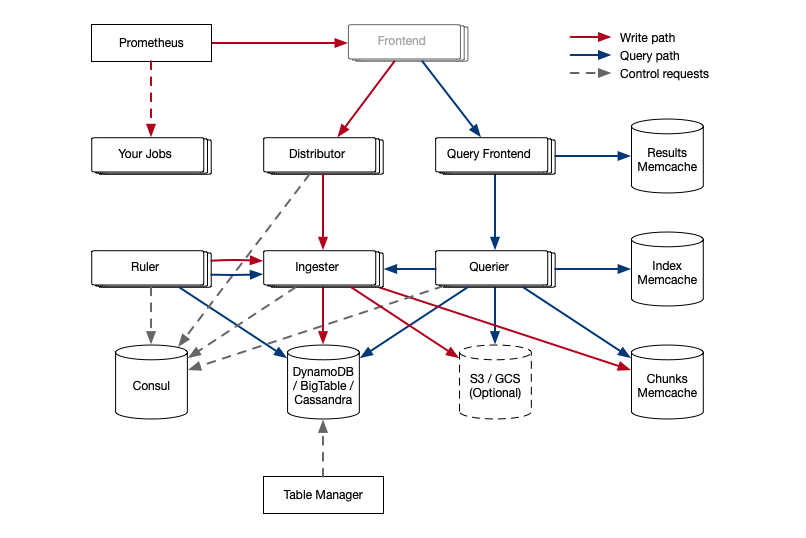 Prometheus
Frontend
Write path
Query path
Control requests
Your Jobs
Distributor
Query Frontend
Results
Memcache
Ruler
Ingester
Querier
Index
Memcache
Consul
DynamoDB
/ BigTable /
Cassandra
S3 / GCS
(Optional)
Chunks
Memcache
Table Manager